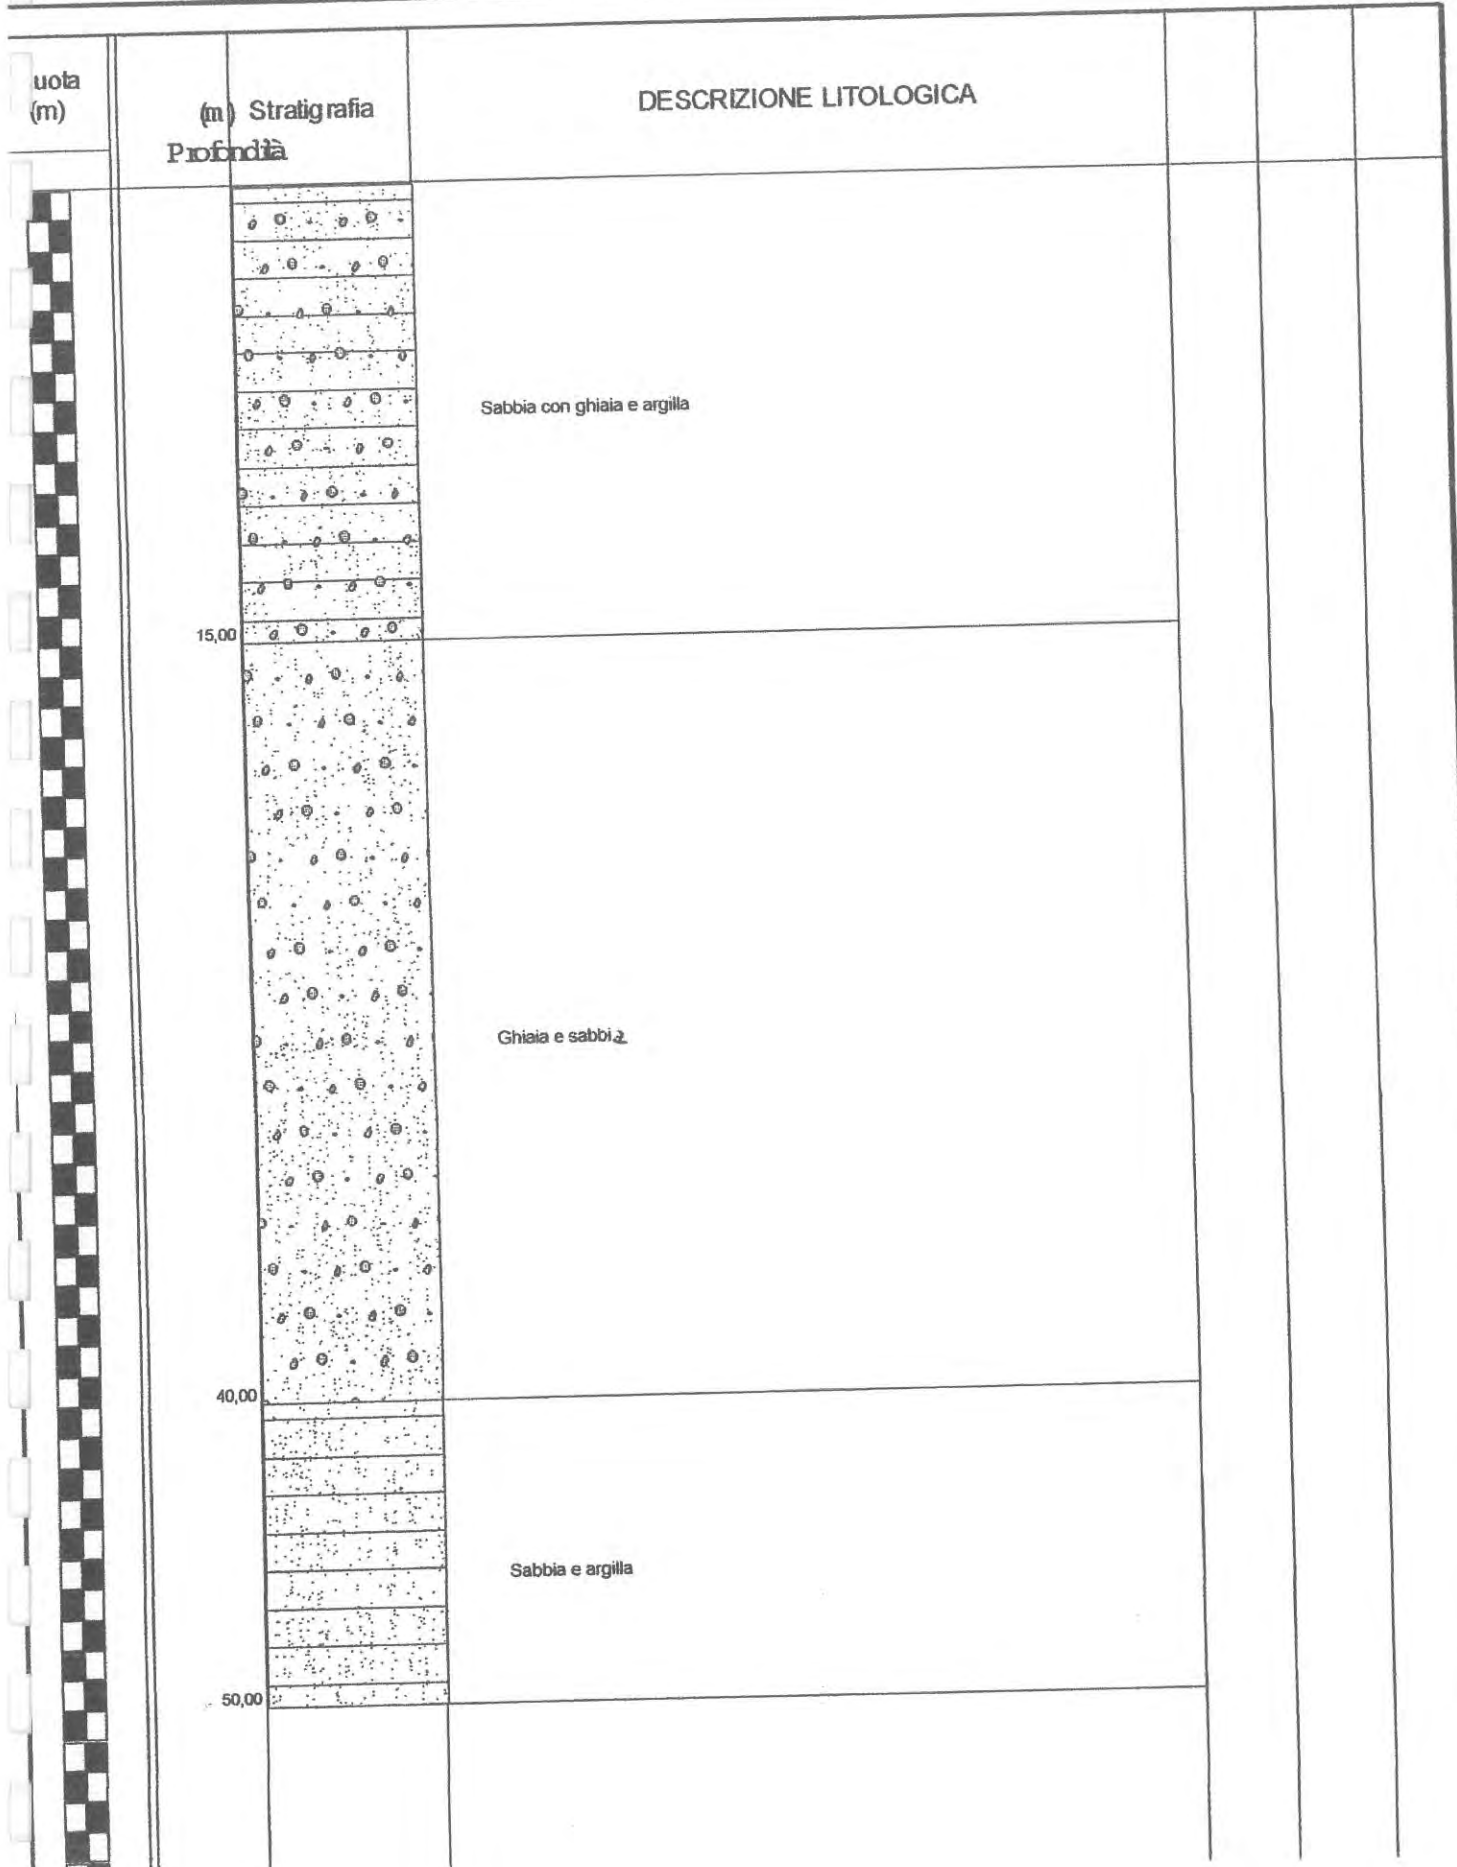 uota
(m)
(m) Stratigrafia
Profondità
DESCRIZIONE LITOLOGICA
Sabbia con ghiaia e argilla
15,00
Ghiaia e sabbia
40,00
Sabbia e argilla
50,00